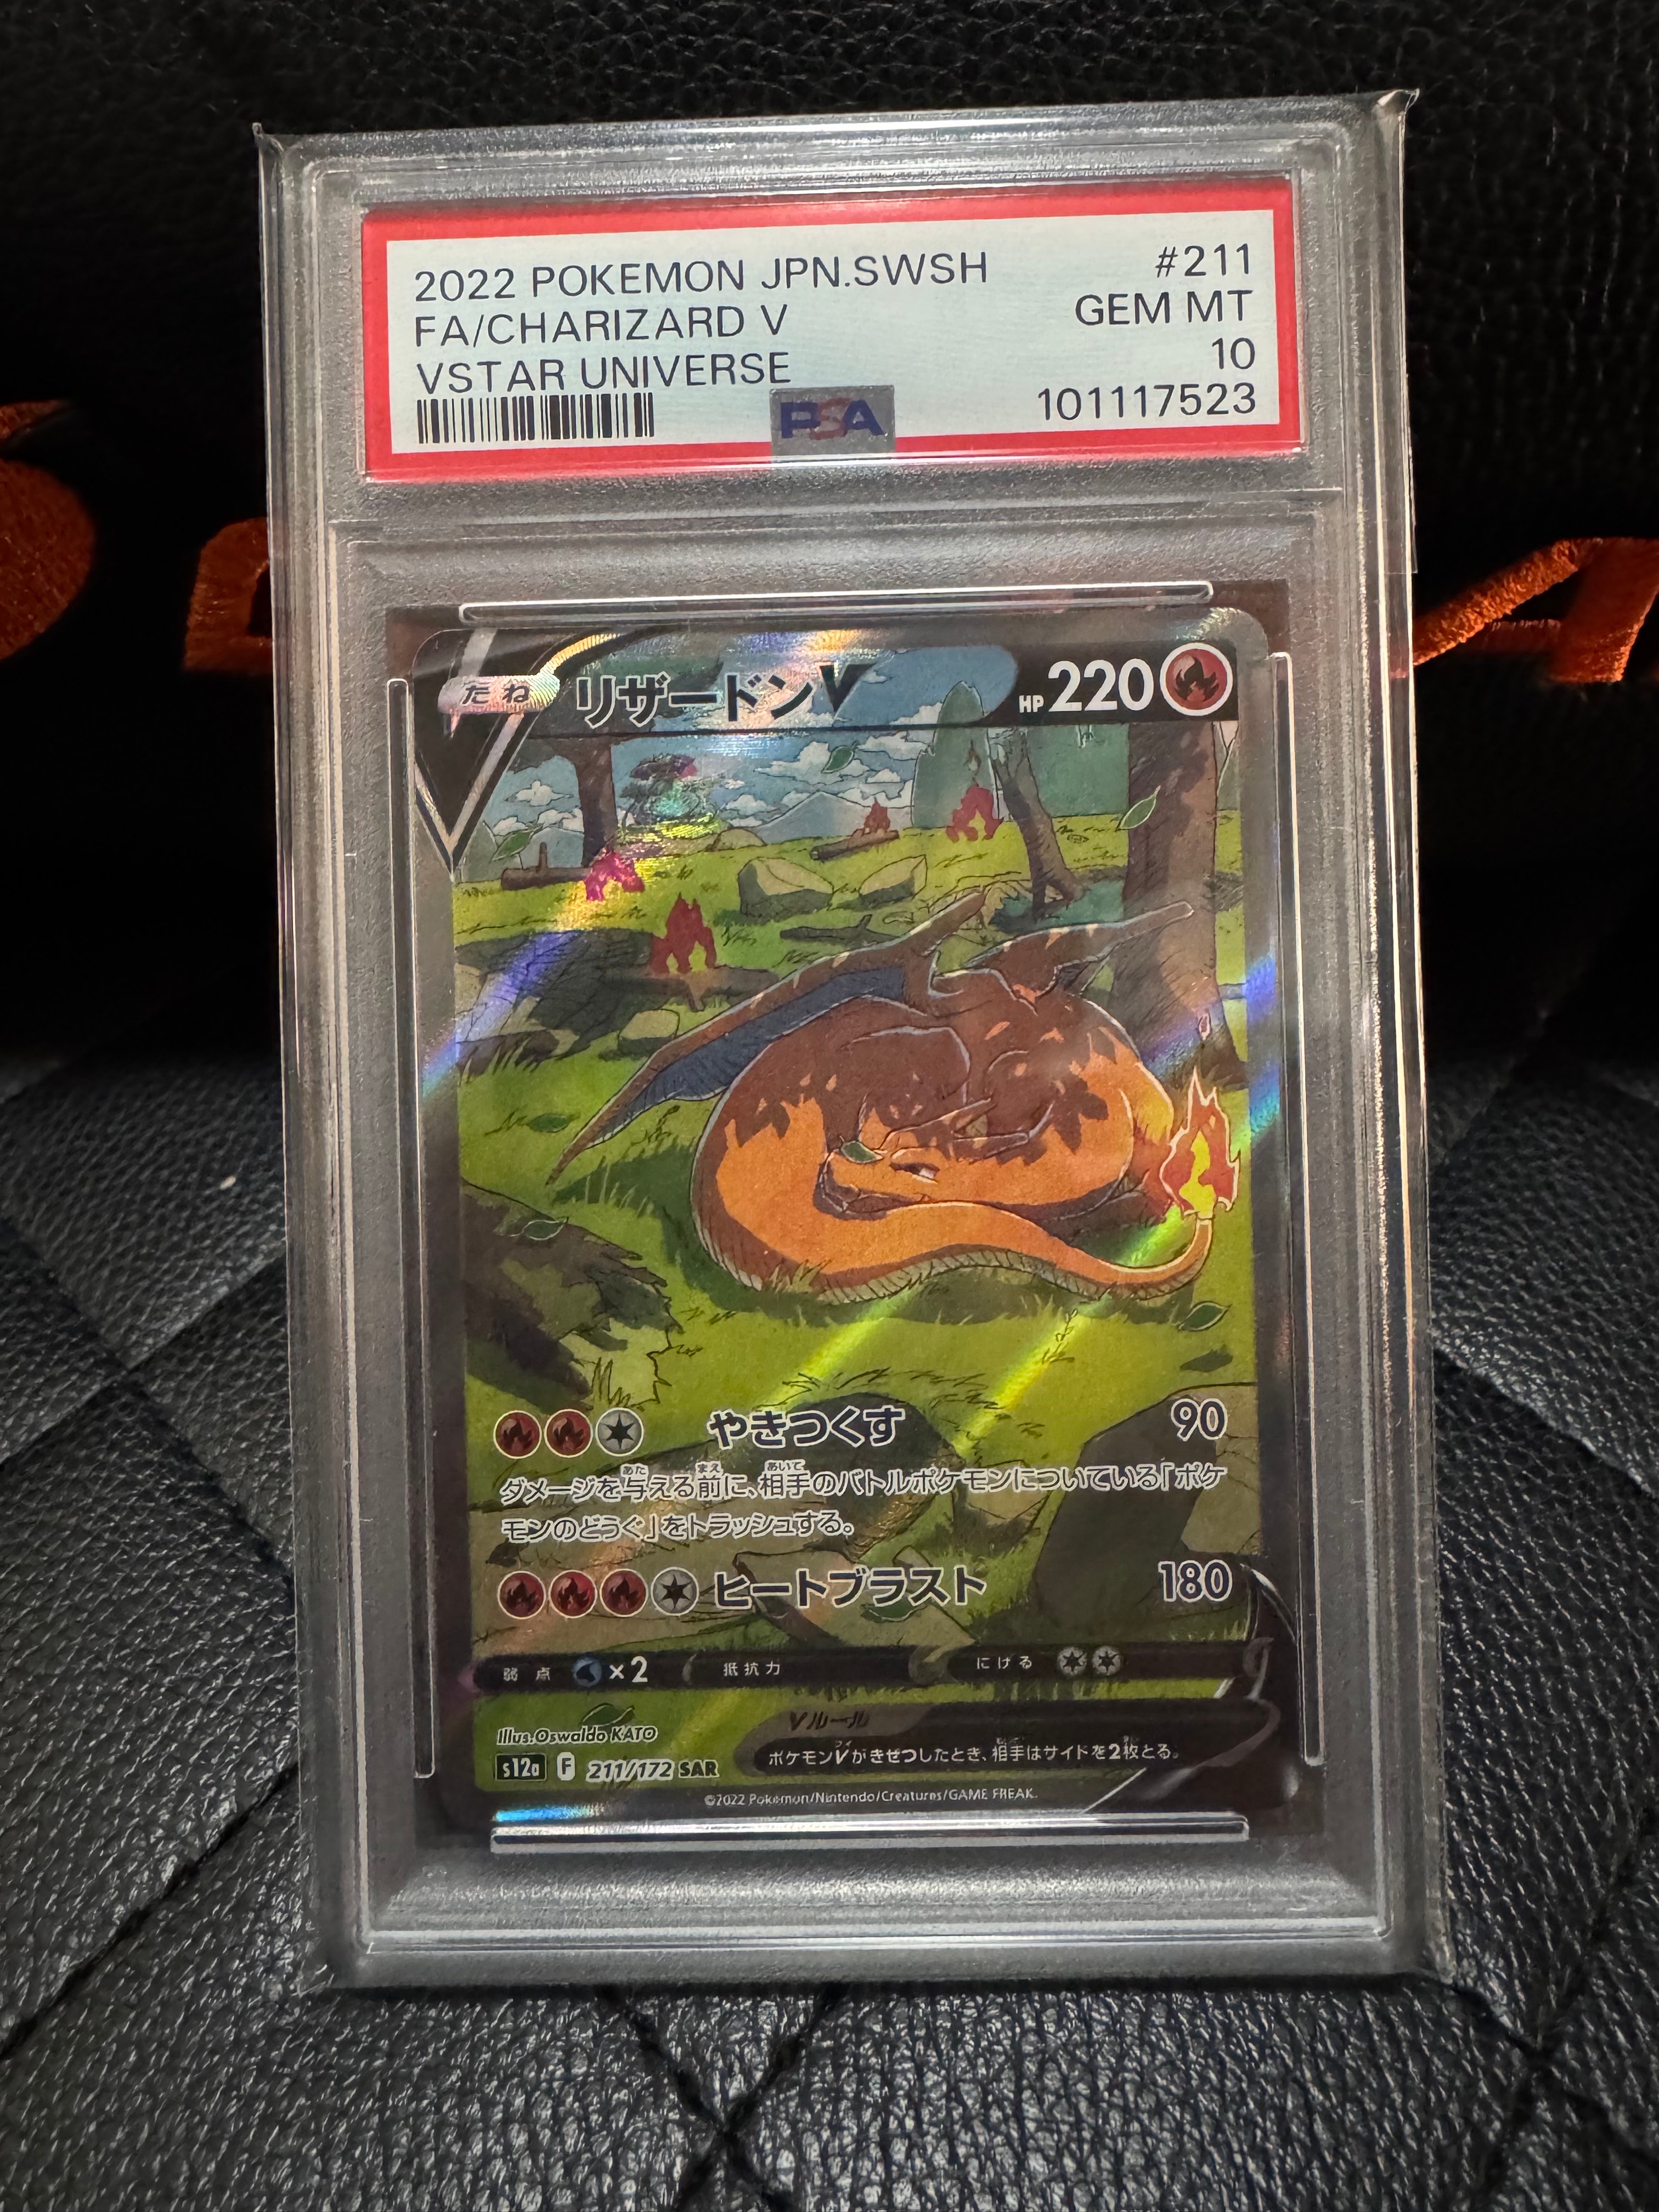 2022 POKEMON JPN.SWSH #211
FA/CHARIZARD V GEM MT
VSTAR UNIVERSE 10
PSA 101117523
たね リザードンV HP220
やきつくす 90
ダメージを与える前に、相手のバトルポケモンについている「ポケ
モンのどうぐ」をトラッシュする。
ヒートブラスト 180
弱点 ×2 抵抗力 にげる
Illus.Oswaldo KATO Vルール
ポケモンVがきぜつしたとき、相手はサイドを2枚とる。
s12a F 211/172 SAR
©2022 Pokémon/Nintendo/Creatures/GAME FREAK.